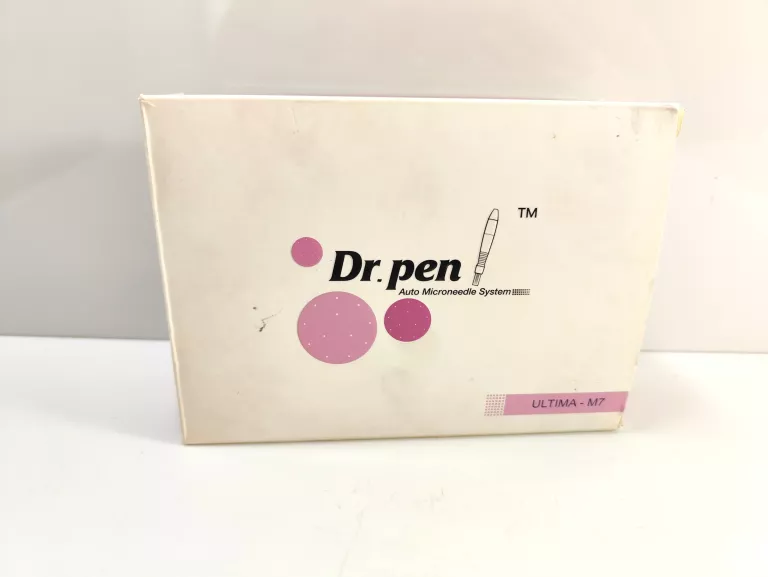 TM
Dr. pen
Auto Microneedle System
ULTIMA - M7